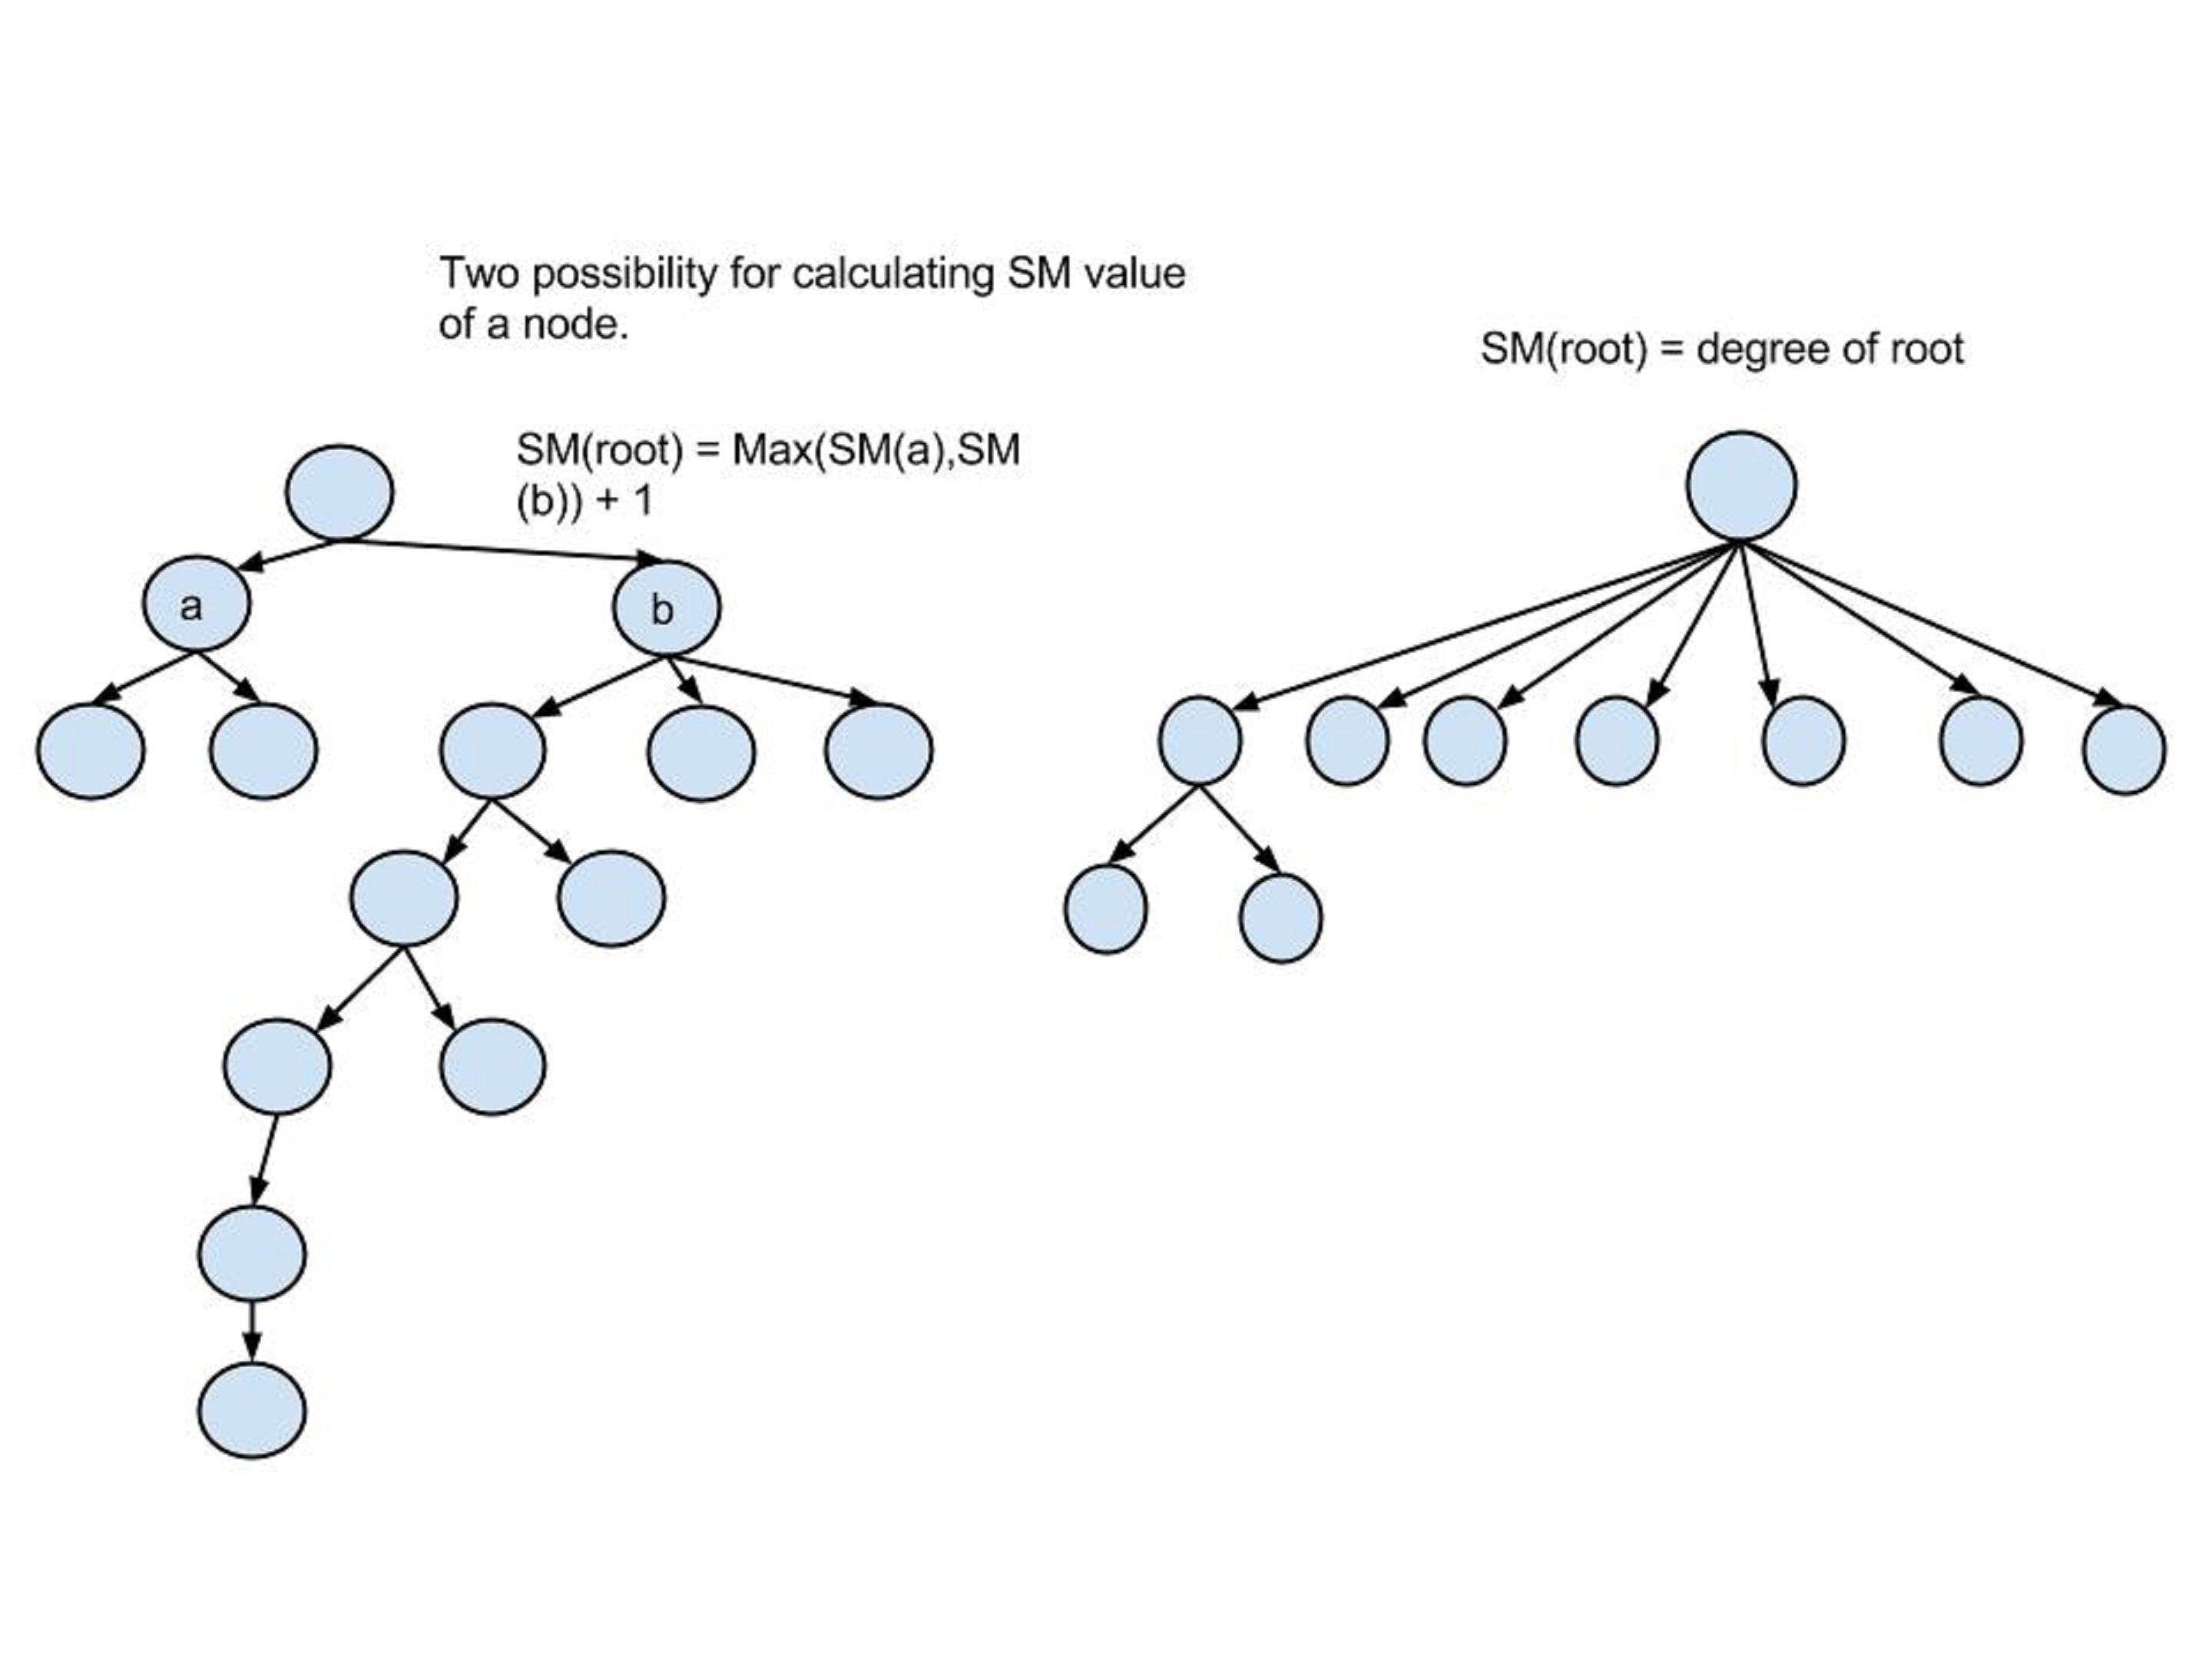 Two possibility for calculating SM value
of a node.
SM(root) = degree of root
SM(root) = Max(SM(a),SM
(b)) + 1
a
b